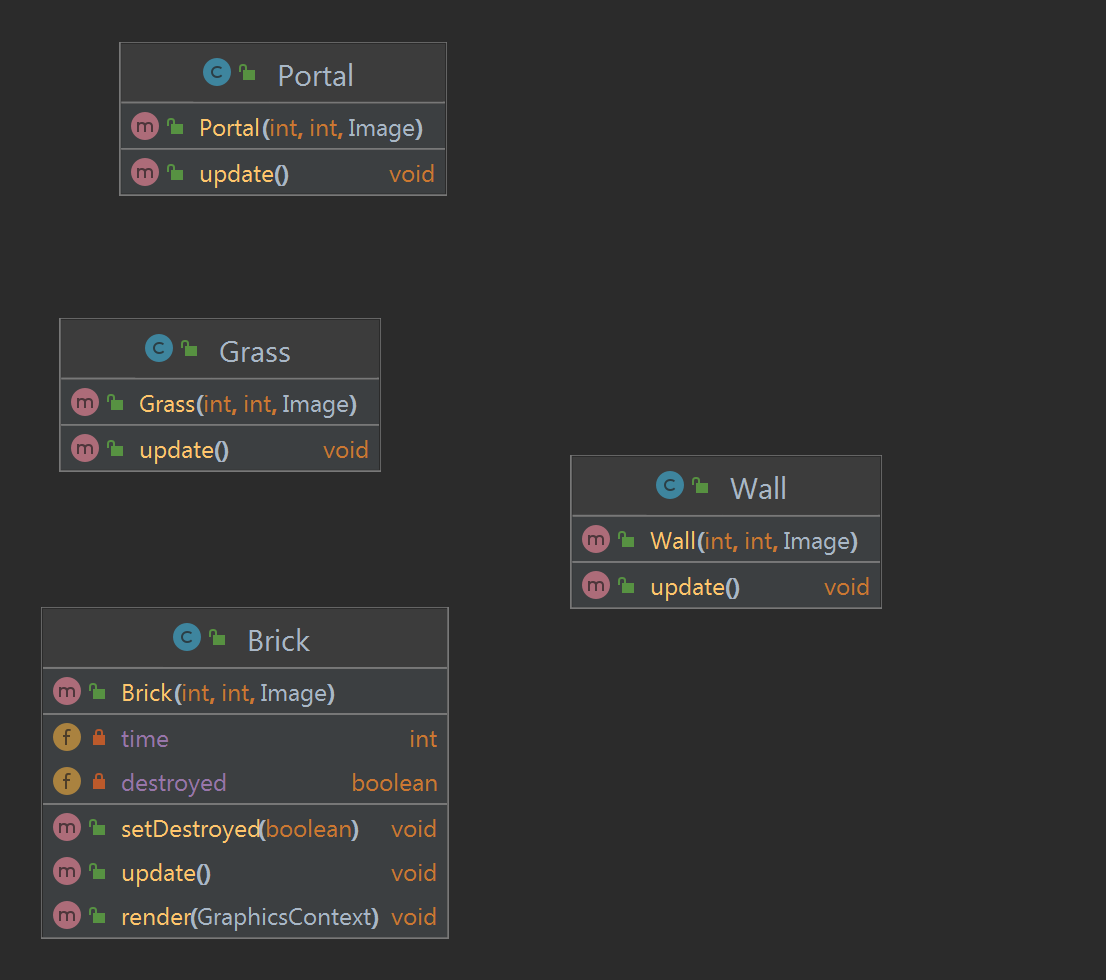 Portal
Portal(int, int, Image)
update() void
Grass
Grass(int, int, Image)
update() void
Wall
Wall(int, int, Image)
update() void
Brick
Brick(int, int, Image)
time int
destroyed boolean
setDestroyed(boolean) void
update() void
render(GraphicsContext) void